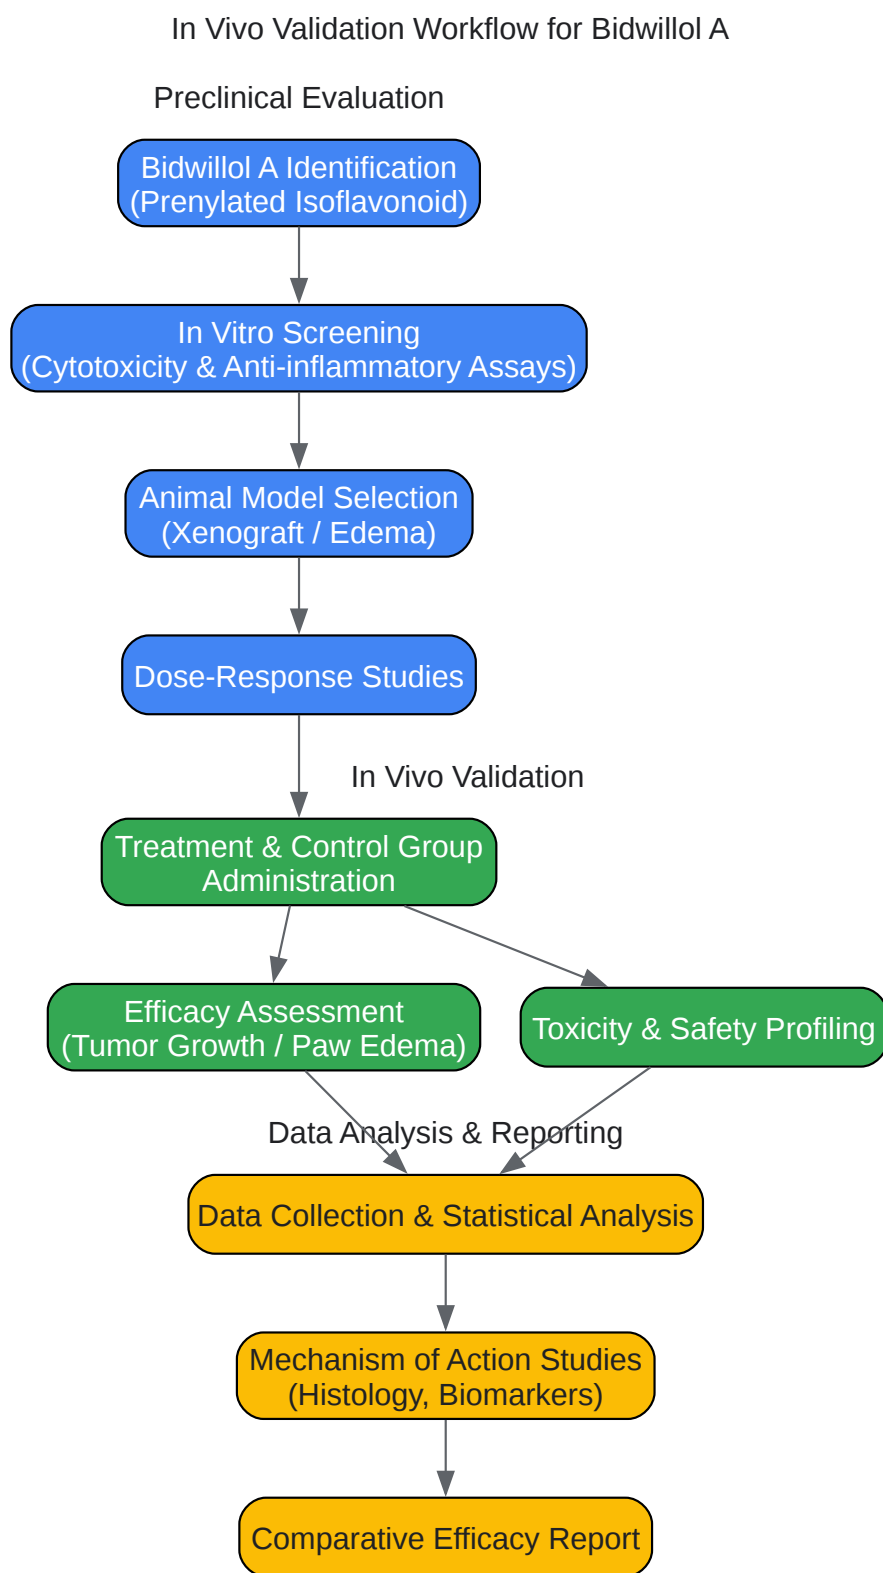 In Vivo Validation Workflow for Bidwillol A
Preclinical Evaluation
Bidwillol A Identification
(Prenylated Isoflavonoid)
In Vitro Screening
(Cytotoxicity & Anti-inflammatory Assays)
Animal Model Selection
(Xenograft / Edema)
Dose-Response Studies
In Vivo Validation
Treatment & Control Group
Administration
Efficacy Assessment
(Tumor Growth / Paw Edema)
Toxicity & Safety Profiling
Data Analysis & Reporting
Data Collection & Statistical Analysis
Mechanism of Action Studies
(Histology, Biomarkers)
Comparative Efficacy Report